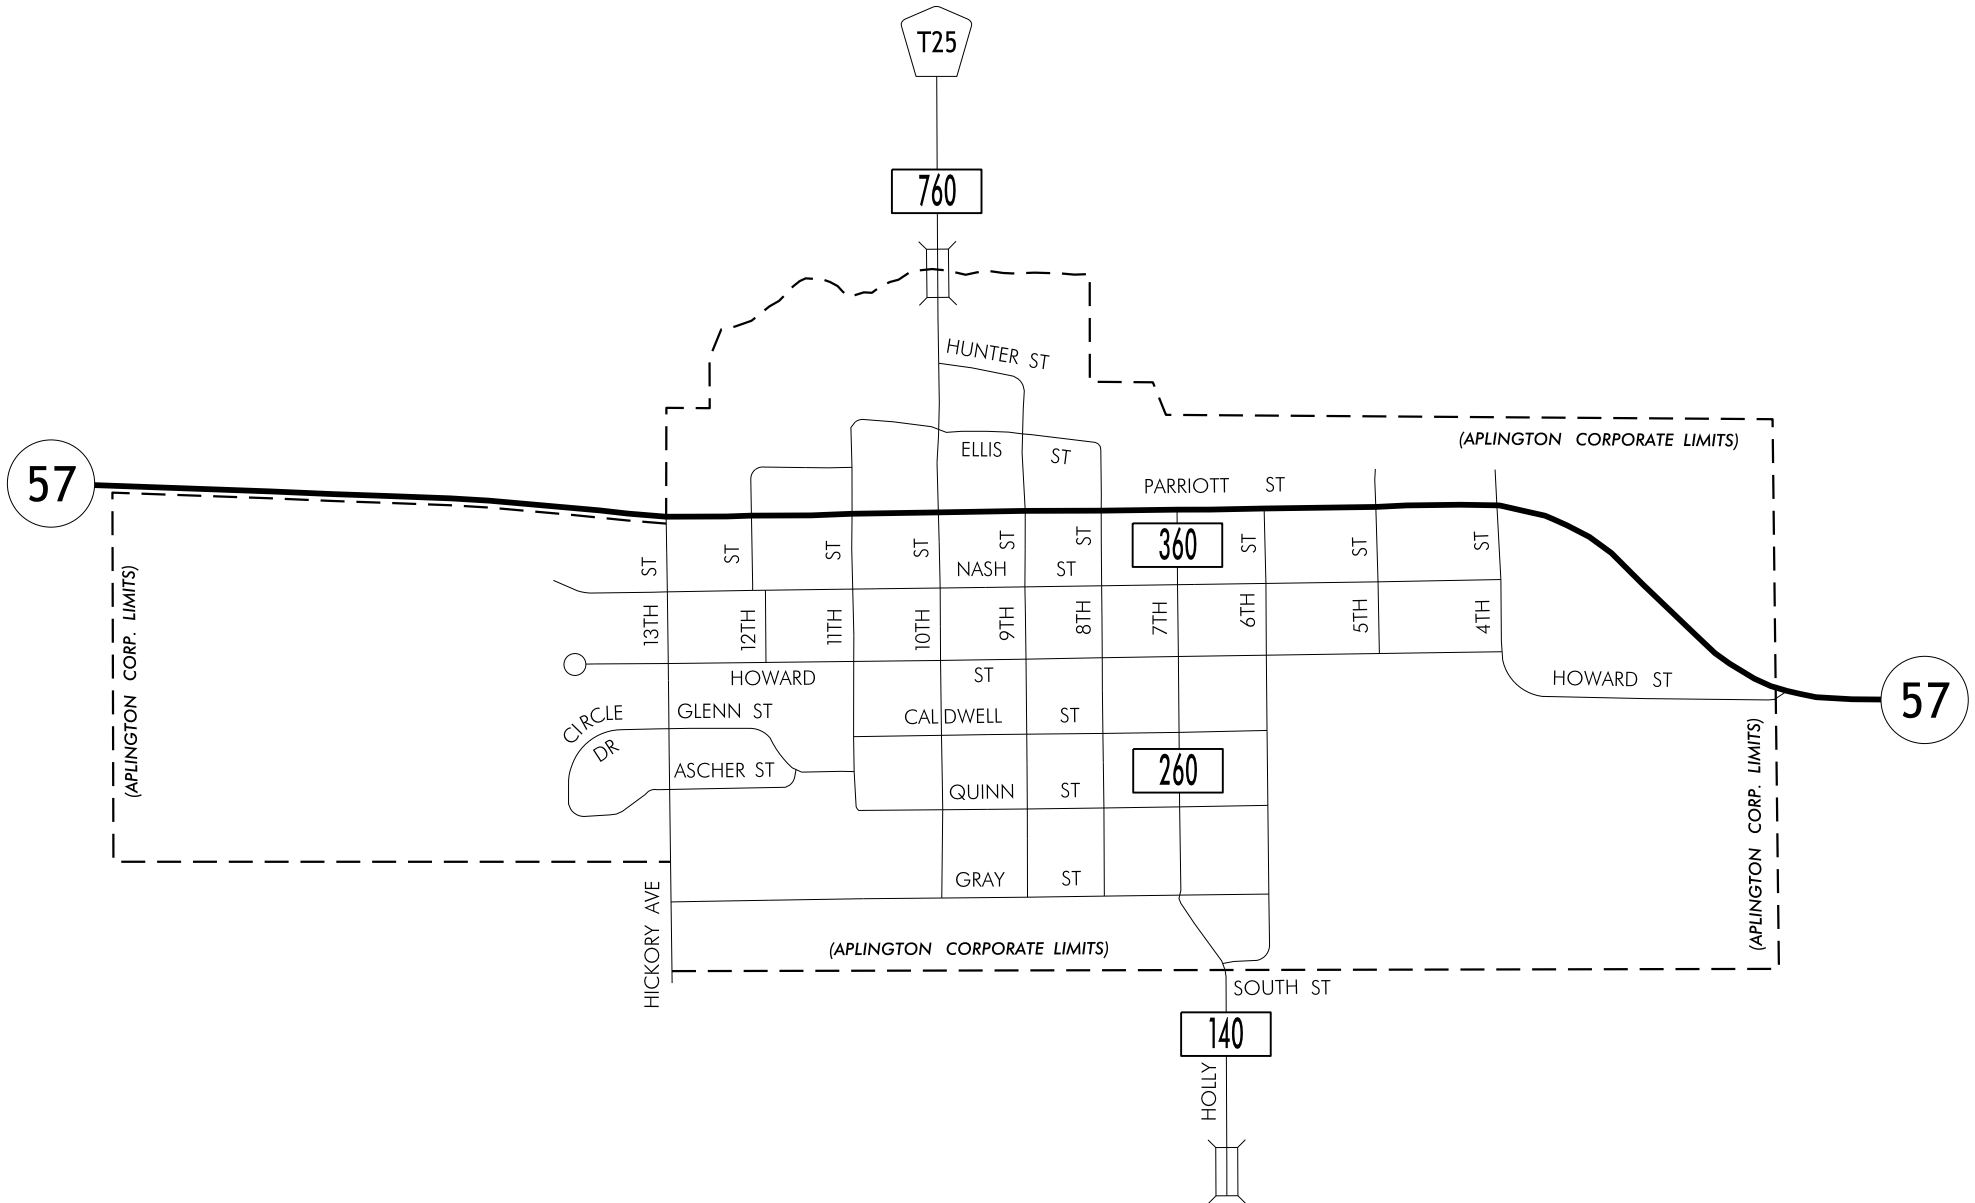 T25
760
HUNTER ST
(APLINGTON CORPORATE LIMITS)
ELLIS ST
57
PARRIOTT ST
360
13TH ST
12TH ST
11TH ST
10TH ST
9TH ST
8TH ST
7TH
6TH ST
5TH ST
4TH ST
NASH ST
(APLINGTON CORP. LIMITS)
HOWARD ST
HOWARD ST
57
CIRCLE DR
GLENN ST
CALDWELL ST
ASCHER ST
260
QUINN ST
GRAY ST
HICKORY AVE
(APLINGTON CORPORATE LIMITS)
(APLINGTON CORP. LIMITS)
SOUTH ST
140
HOLLY